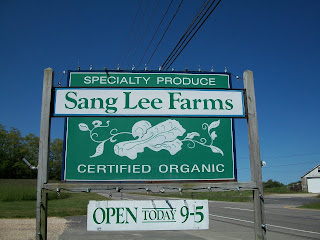 SPECIALTY PRODUCE
Sang Lee Farms
CERTIFIED ORGANIC
OPEN TODAY 9-5